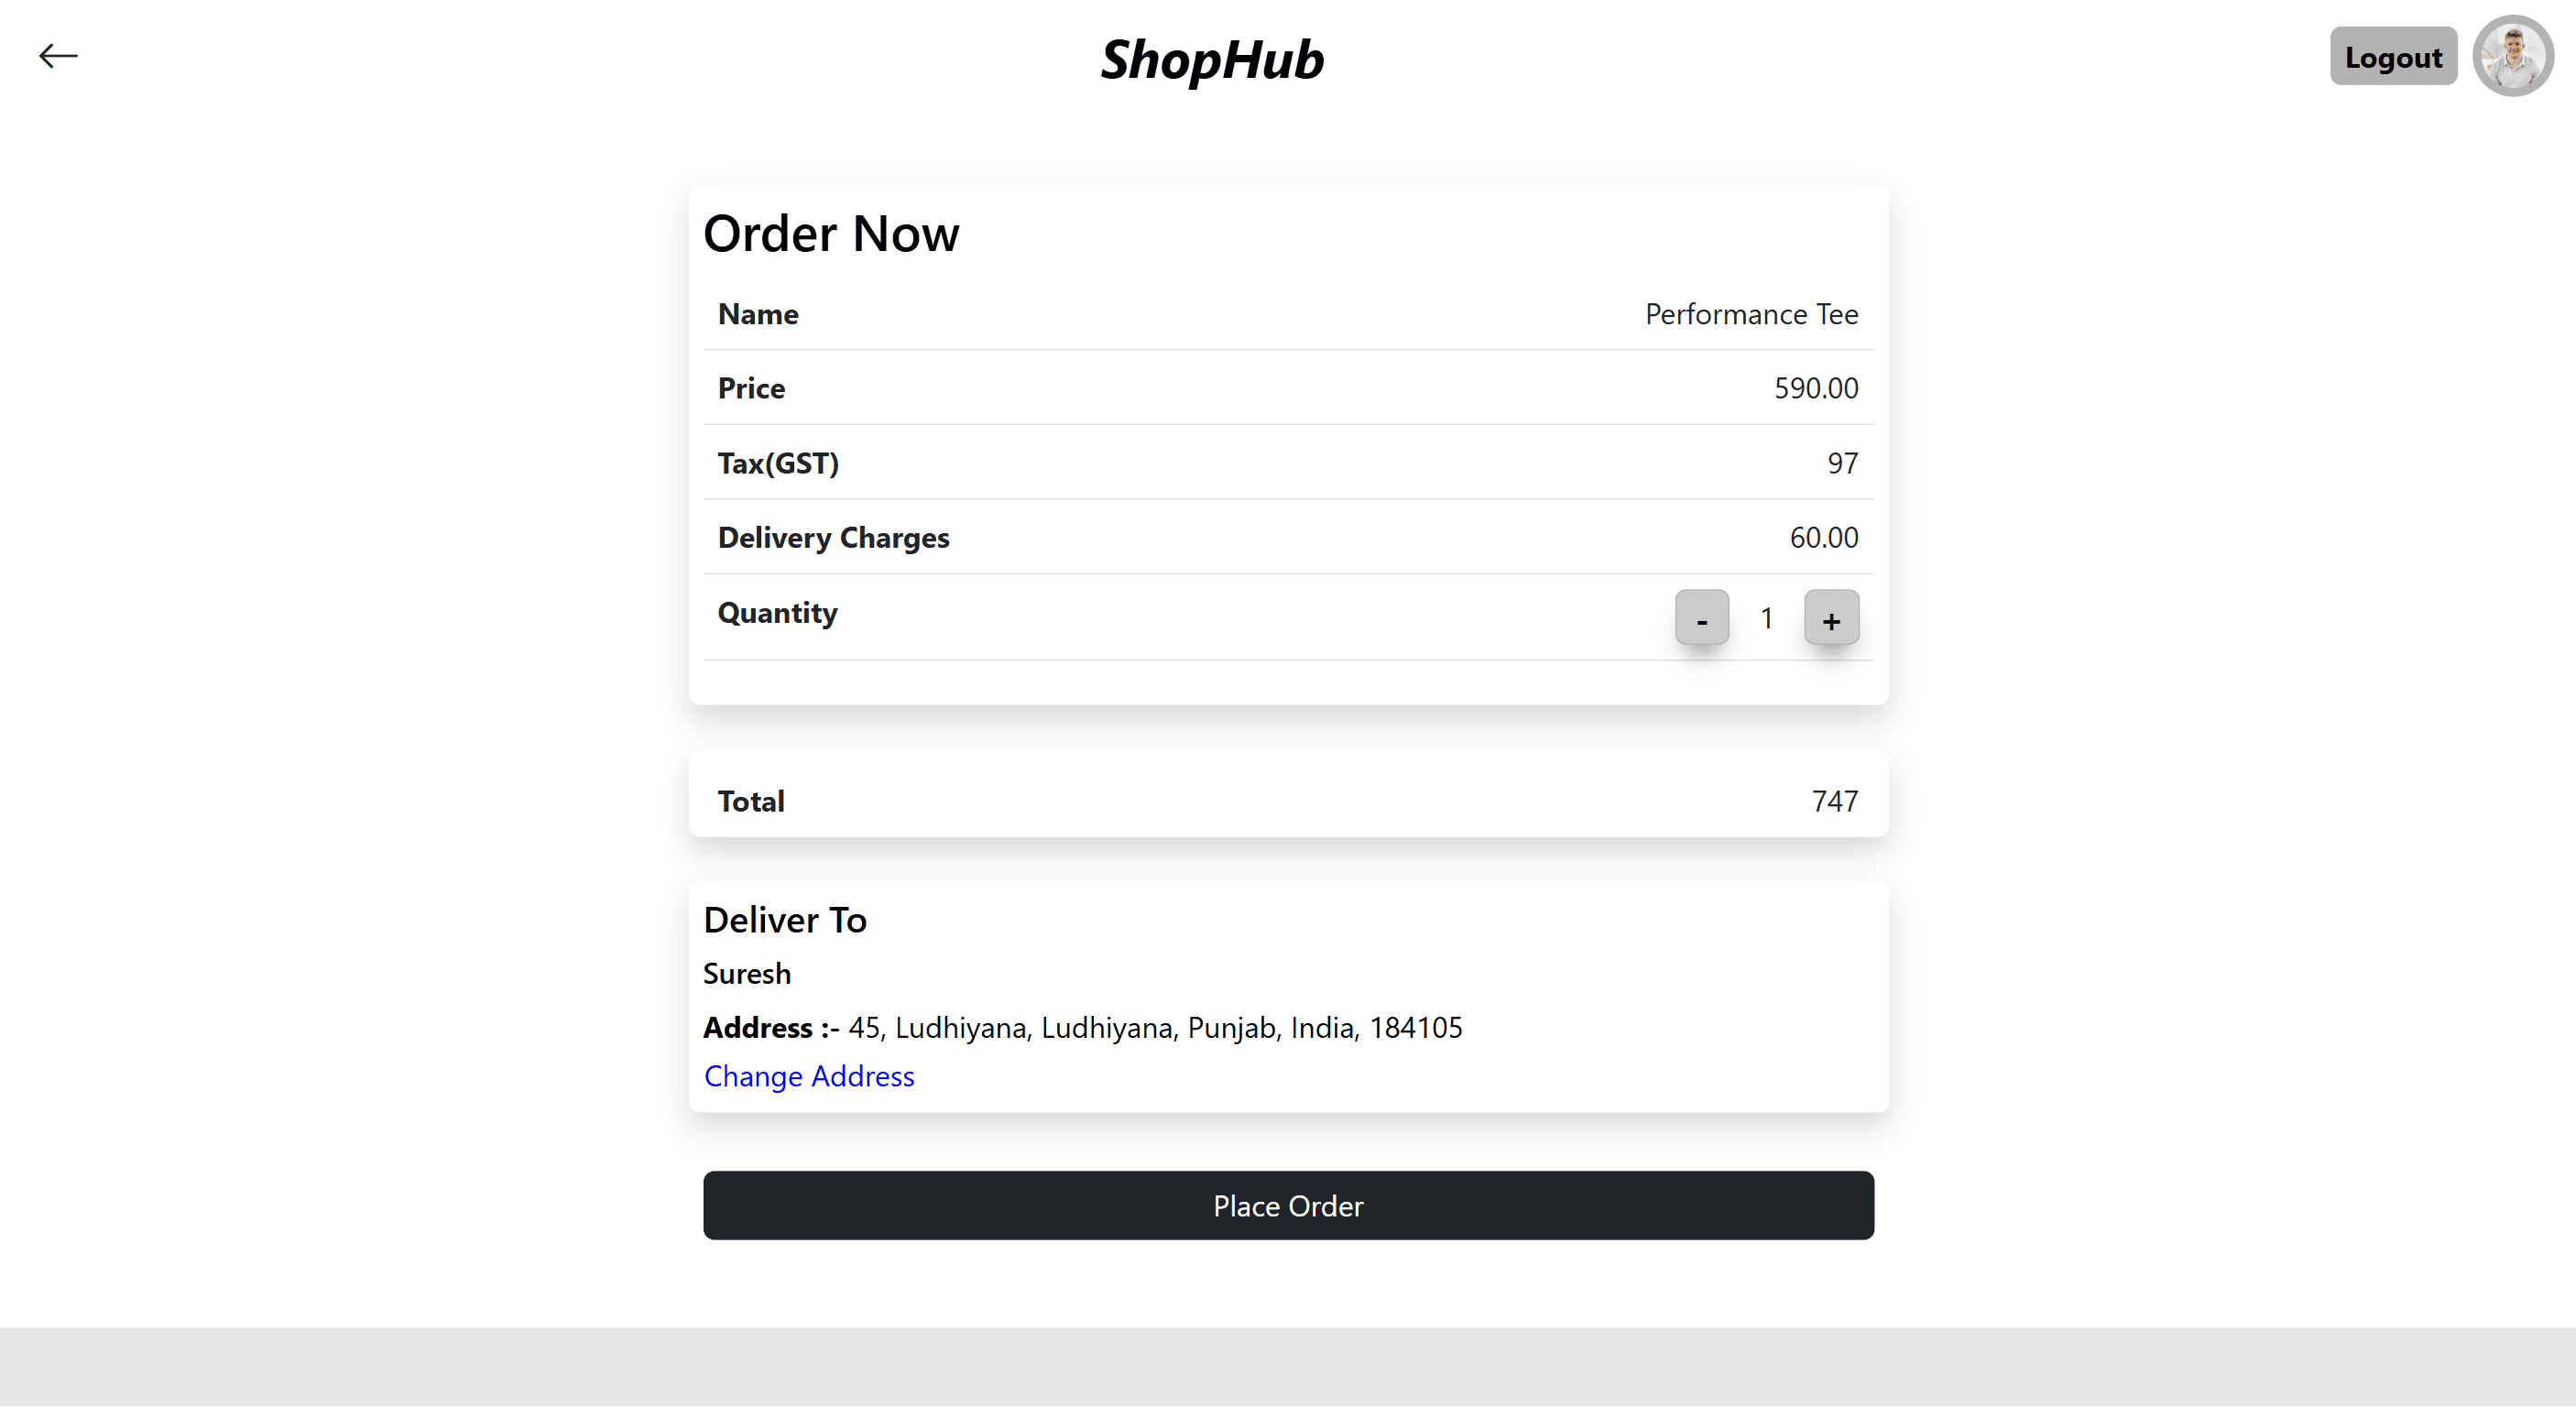 ShopHub
Logout
Order Now
Name Performance Tee
Price 590.00
Tax(GST) 97
Delivery Charges 60.00
Quantity - 1 +
Total 747
Deliver To
Suresh
Address :- 45, Ludhiyana, Ludhiyana, Punjab, India, 184105
Change Address
Place Order